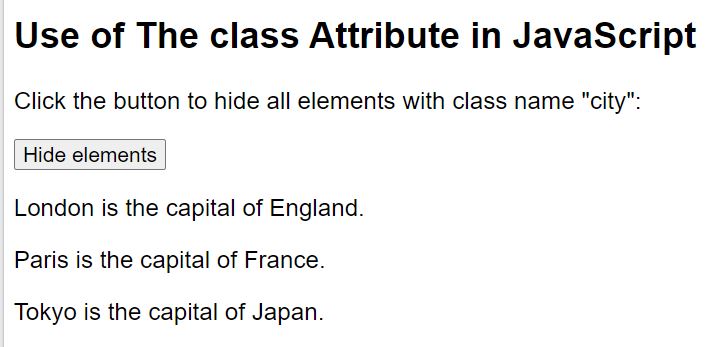 Use of The class Attribute in JavaScript
Click the button to hide all elements with class name "city":
Hide elements
London is the capital of England.
Paris is the capital of France.
Tokyo is the capital of Japan.